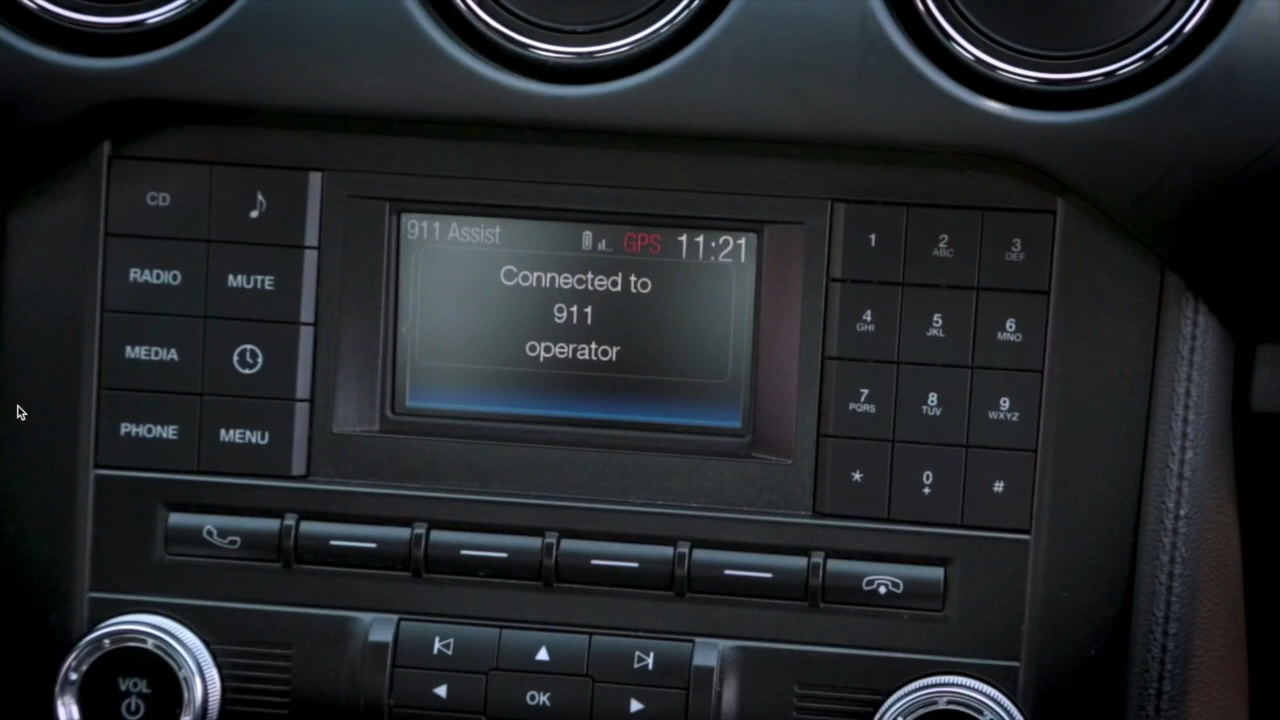 CD
RADIO
MUTE
MEDIA
PHONE
MENU
911 Assist
GPS 11:21
Connected to
911
operator
1
2
ABC
3
DEF
4
GHI
5
JKL
6
MNO
7
PQRS
8
TUV
9
WXYZ
*
0
+
#
OK
VOL